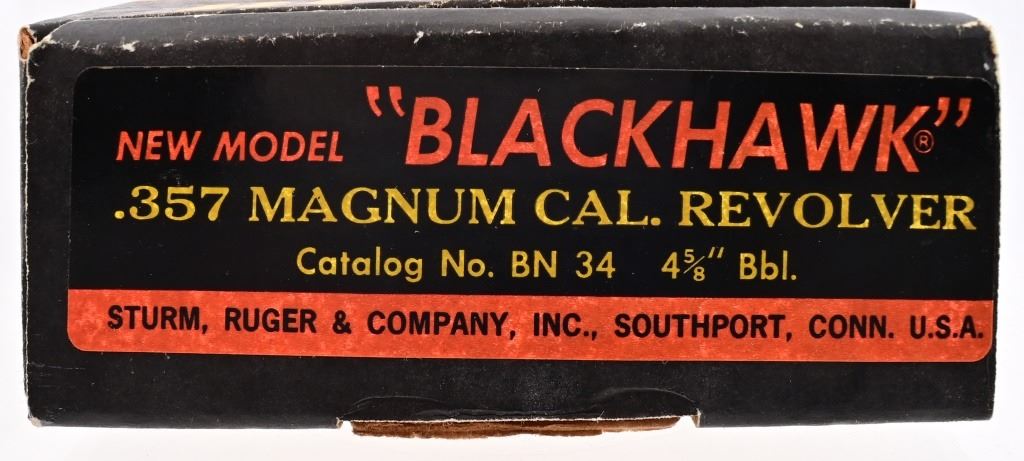 NEW MODEL "BLACKHAWK®"
.357 MAGNUM CAL. REVOLVER
Catalog No. BN 34 4⅝" Bbl.
STURM, RUGER & COMPANY, INC., SOUTHPORT, CONN. U.S.A.